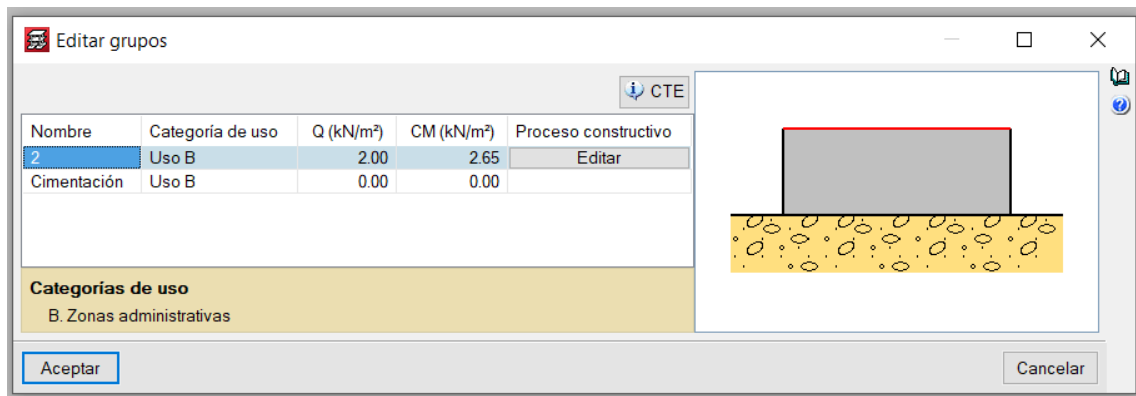 Editar grupos
CTE
Nombre Categoría de uso Q (kN/m²) CM (kN/m²) Proceso constructivo
2 Uso B 2.00 2.65 Editar
Cimentación Uso B 0.00 0.00
Categorías de uso
B. Zonas administrativas
Aceptar Cancelar